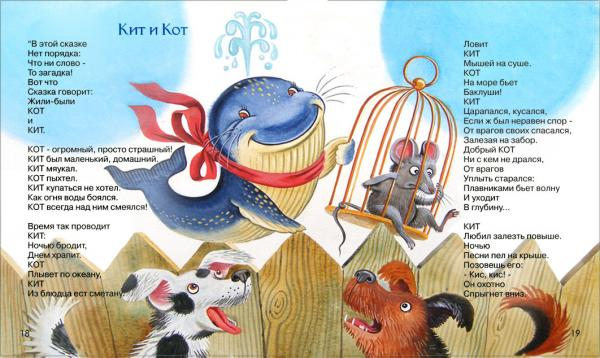 Кит и Кот
"В этой сказке
Нет порядка:
Что ни слово -
То загадка!
Вот что
Сказка говорит:
Жили-были
КОТ
и
КИТ.
КОТ - огромный, просто страшный!
КИТ был маленький, домашний.
КИТ мяукал.
КОТ пыхтел.
КИТ купаться не хотел.
Как огня воды боялся.
КОТ всегда над ним смеялся!
Время так проводит
КИТ:
Ночью бродит,
Днем храпит.
КОТ
Плывет по океану,
КИТ
Из блюдца ест сметану.
18
Ловит
КИТ
Мышей на суше.
КОТ
На море бьет
Баклуши!
КИТ
Царапался, кусался,
Если ж был неравен спор -
От врагов своих спасался,
Залезая на забор.
Добрый КОТ
Ни с кем не дрался,
От врагов
Уплыть старался:
Плавниками бьет волну
И уходит
В глубину...
КИТ
Любил залезть повыше.
Ночью
Песни пел на крыше.
Позовешь его:
- Кис, кис! -
Он охотно
Спрыгнет вниз.
19